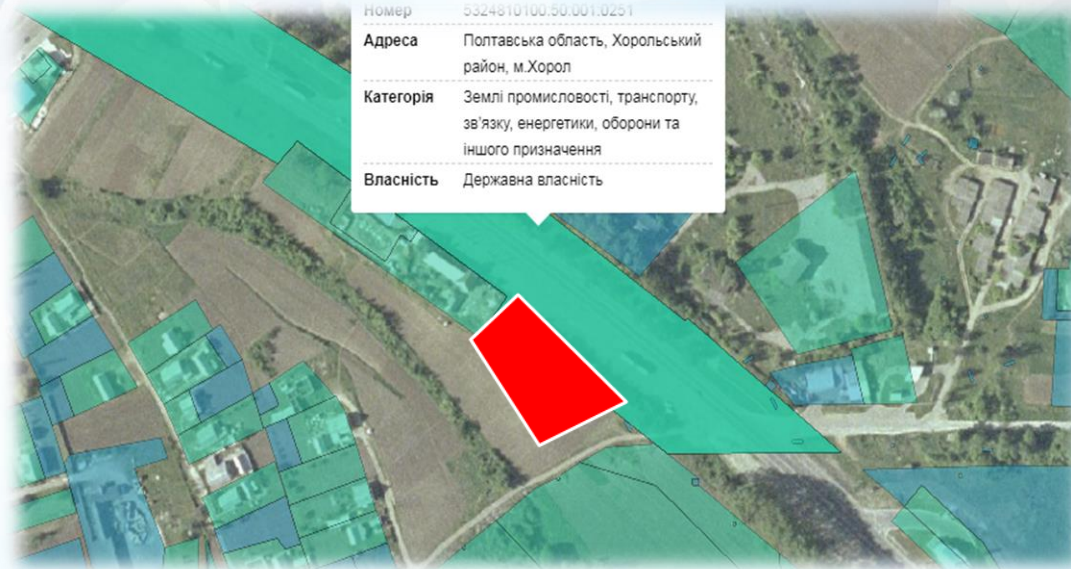 Номер 5324810100:50:001:0251
Адреса Полтавська область, Хорольський
район, м.Хорол
Категорія Землі промисловості, транспорту,
зв'язку, енергетики, оборони та
іншого призначення
Власність Державна власність